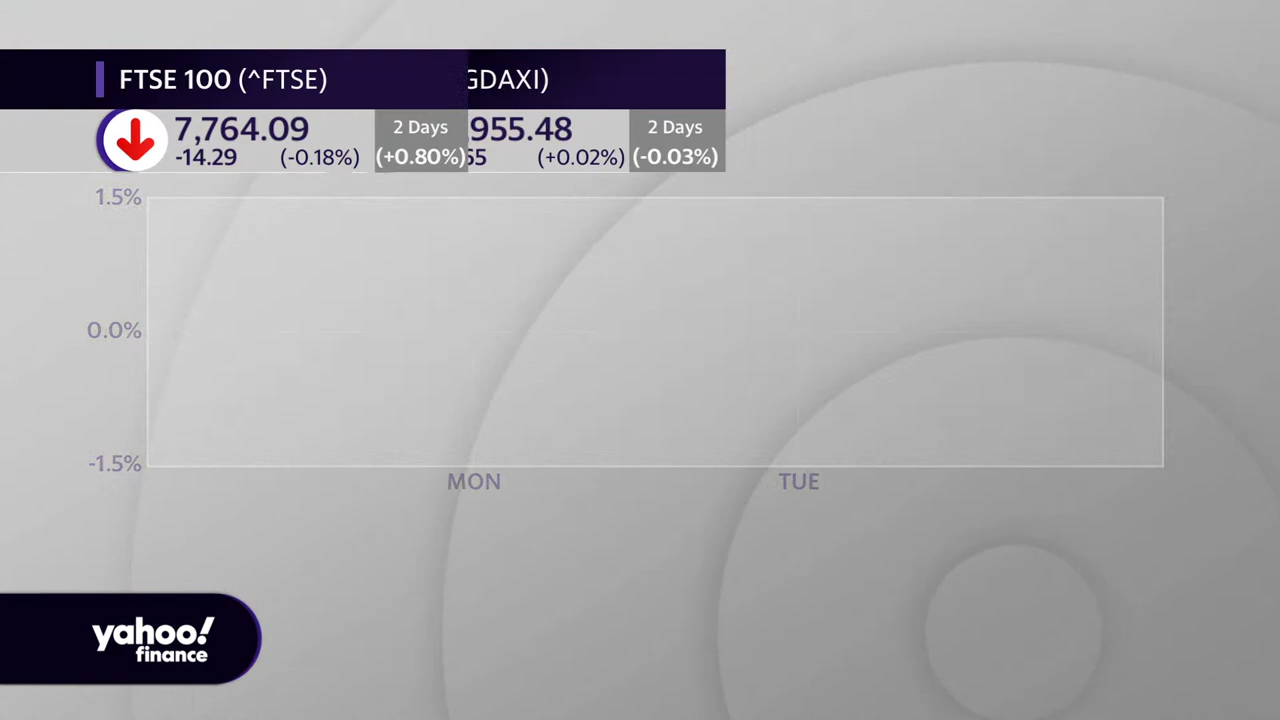 FTSE 100 (^FTSE)
GDAXI)
7,764.09
-14.29 (-0.18%)
2 Days
(+0.80%)
955.48
55 (+0.02%)
2 Days
(-0.03%)
1.5%
0.0%
-1.5%
MON TUE
yahoo!
finance